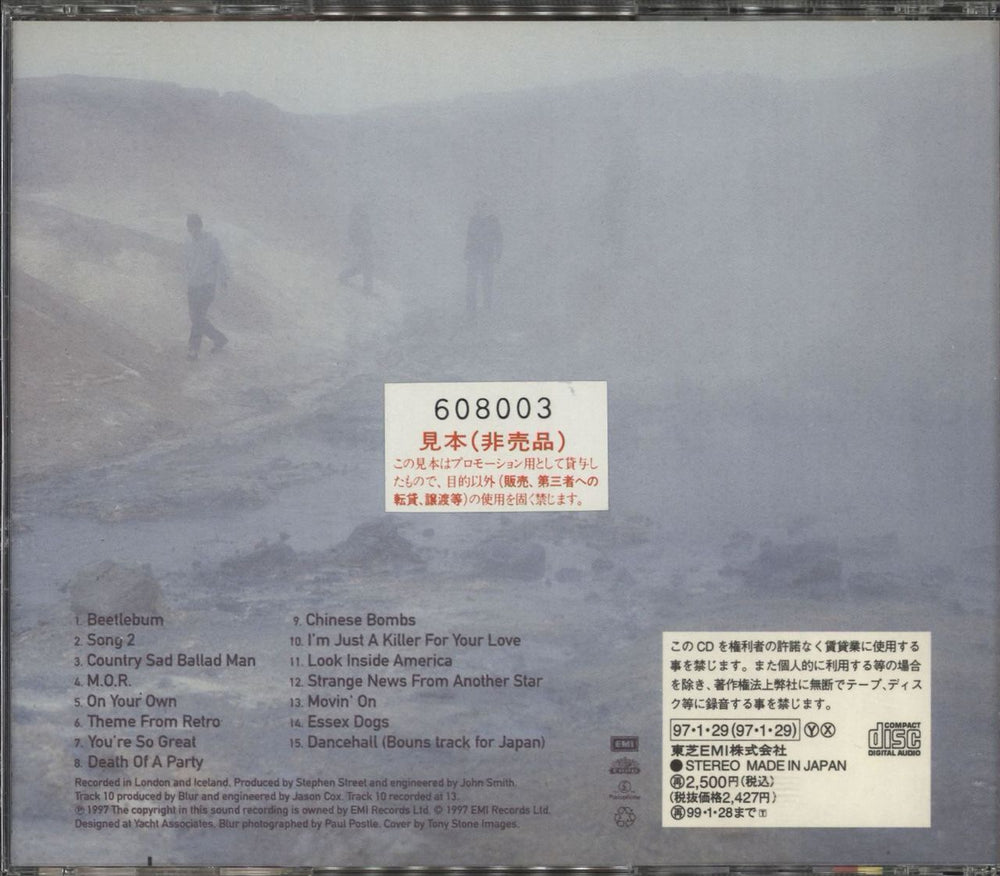 608003
見本(非売品)
この見本はプロモーション用として貸与し
たもので、目的以外(販売、第三者への
転貸、譲渡等)の使用を固く禁じます。
1. Beetlebum
2. Song 2
3. Country Sad Ballad Man
4. M.O.R.
5. On Your Own
6. Theme From Retro
7. You're So Great
8. Death Of A Party
9. Chinese Bombs
10. I'm Just A Killer For Your Love
11. Look Inside America
12. Strange News From Another Star
13. Movin' On
14. Essex Dogs
15. Dancehall (Bouns track for Japan)
Recorded in London and Iceland. Produced by Stephen Street and engineered by John Smith.
Track 10 produced by Blur and engineered by Jason Cox. Track 10 recorded at 13.
℗ 1997 The copyright in this sound recording is owned by EMI Records Ltd. © 1997 EMI Records Ltd.
Designed at Yacht Associates. Blur photographed by Paul Postle. Cover by Tony Stone Images.
EMI
このCDを権利者の許諾なく賃貸業に使用する
事を禁じます。また個人的に利用する等の場合
を除き、著作権法上弊社に無断でテープ、ディス
ク等に録音する事を禁じます。
97・1・29(97・1・29) Ⓨ Ⓧ
東芝EMI株式会社
●STEREO MADE IN JAPAN
㊢2,500円(税込)
(税抜価格2,427円)
㊢99・1・28まで
COMPACT
disc
DIGITAL AUDIO